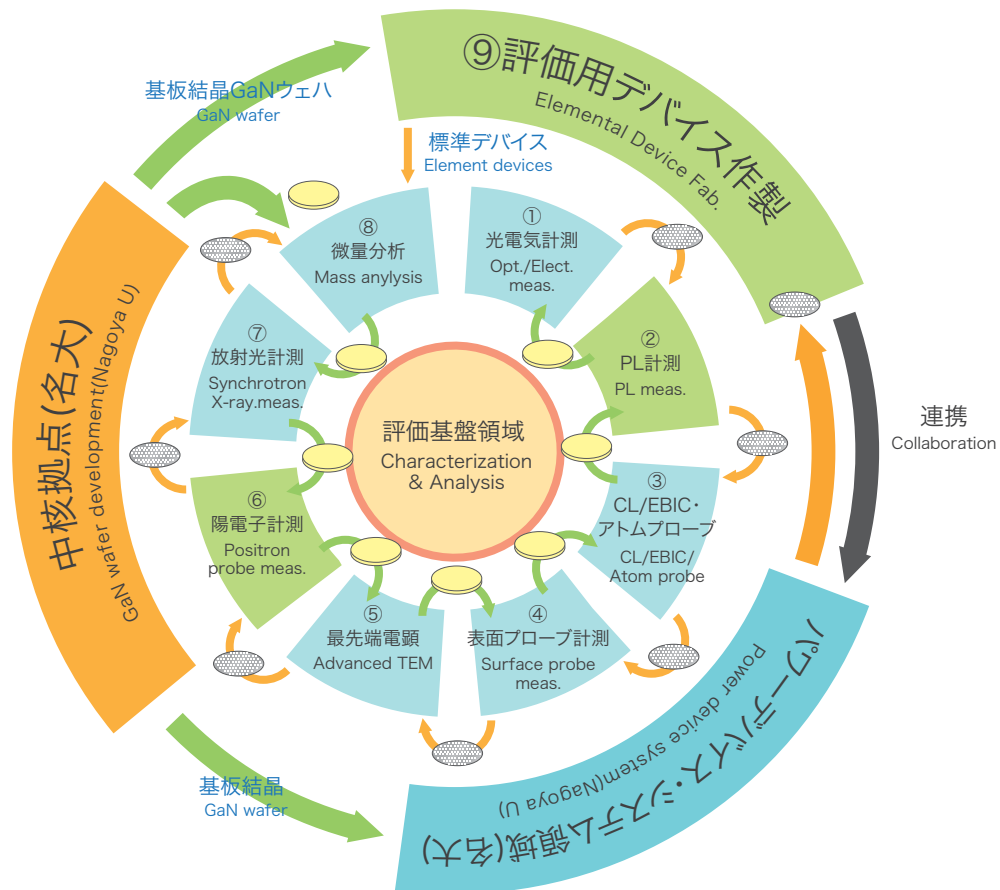 基板結晶GaNウェハ
GaN wafer
⑨評価用デバイス作製
Elemental Device Fab.
標準デバイス
Element devices
⑧
微量分析
Mass anylysis
①
光電気計測
Opt./Elect.
meas.
⑦
放射光計測
Synchrotron
X-ray.meas.
②
PL計測
PL meas.
中核拠点(名大)
GaN wafer development(Nagoya U)
評価基盤領域
Characterization
& Analysis
連携
Collaboration
⑥
陽電子計測
Positron
probe meas.
③
CL/EBIC・
アトムプローブ
CL/EBIC/
Atom probe
⑤
最先端電顕
Advanced TEM
④
表面プローブ計測
Surface probe
meas.
基板結晶
GaN wafer
パワーデバイス・システム領域(名大)
Power device system(Nagoya U)